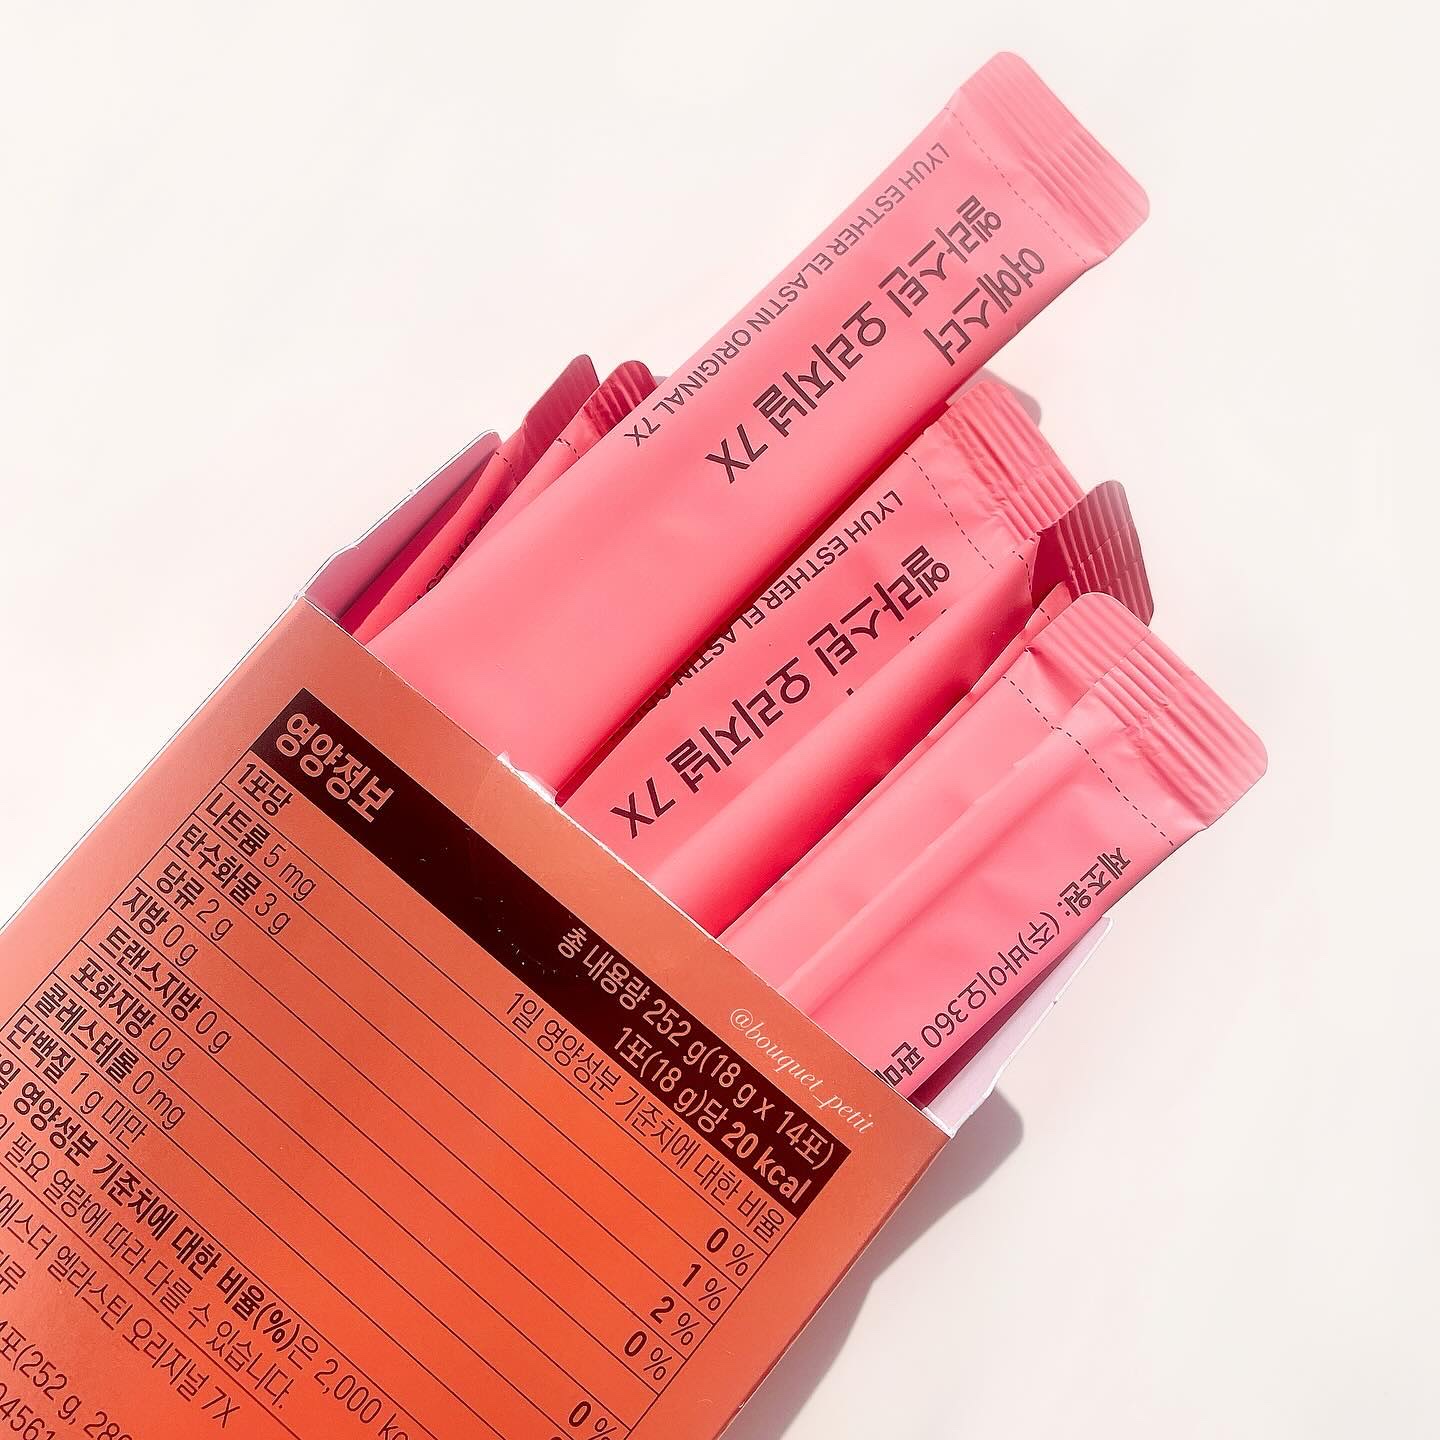 LYUH ESTHER ELASTIN ORIGINAL 7X
여에스더
엘라스틴 오리지널 7X
LYUH ESTHER ELASTIN
엘라스틴 오리지널 7X
제조원: (주)바이오360 판매
@bouquet_petit
영양정보
총 내용량 252 g(18 g x 14포)
1포(18 g)당 20 kcal
1포당
1일 영양성분 기준치에 대한 비율
나트륨 5 mg 0 %
탄수화물 3 g 1 %
당류 2 g 2 %
지방 0 g 0 %
트랜스지방 0 g
포화지방 0 g 0 %
콜레스테롤 0 mg
단백질 1 g 미만
영양성분 기준치에 대한 비율(%)은 2,000
필요 열량에 따라 다를 수 있습니다.
에스더 엘라스틴 오리지널 7X
포(252 g,